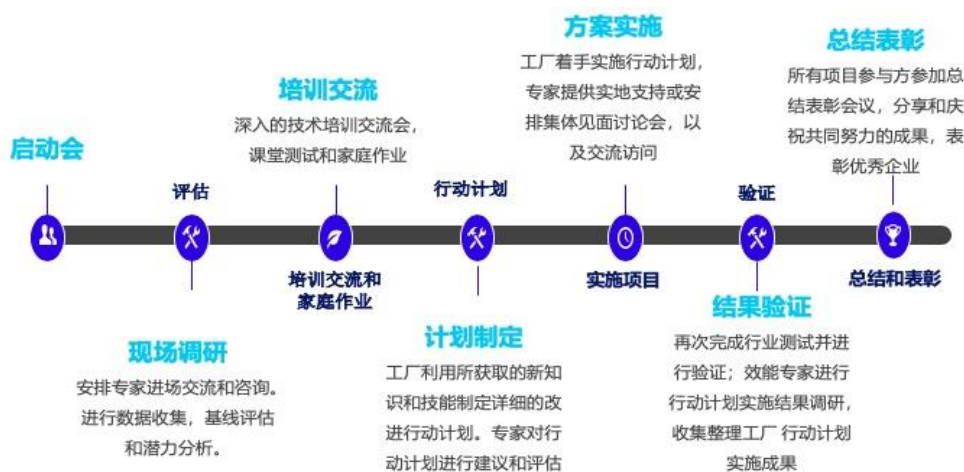 启动会
评估
现场调研
安排专家进场交流和咨询。
进行数据收集，基线评估
和潜力分析。
培训交流
深入的技术培训交流会，
课堂测试和家庭作业
培训交流和
家庭作业
行动计划
计划制定
工厂利用所获取的新知
识和技能制定详细的改
进行动计划。专家对行
动计划进行建议和评估
方案实施
工厂着手实施行动计划，
专家提供实地支持或安
排集体见面讨论会，以
及交流访问
实施项目
验证
结果验证
再次完成行业测试并进
行验证；效能专家进行
行动计划实施结果调研，
收集整理工厂 行动计划
实施成果
总结表彰
所有项目参与方参加总
结表彰会议，分享和庆
祝共同努力的成果，表
彰优秀企业
总结和表彰